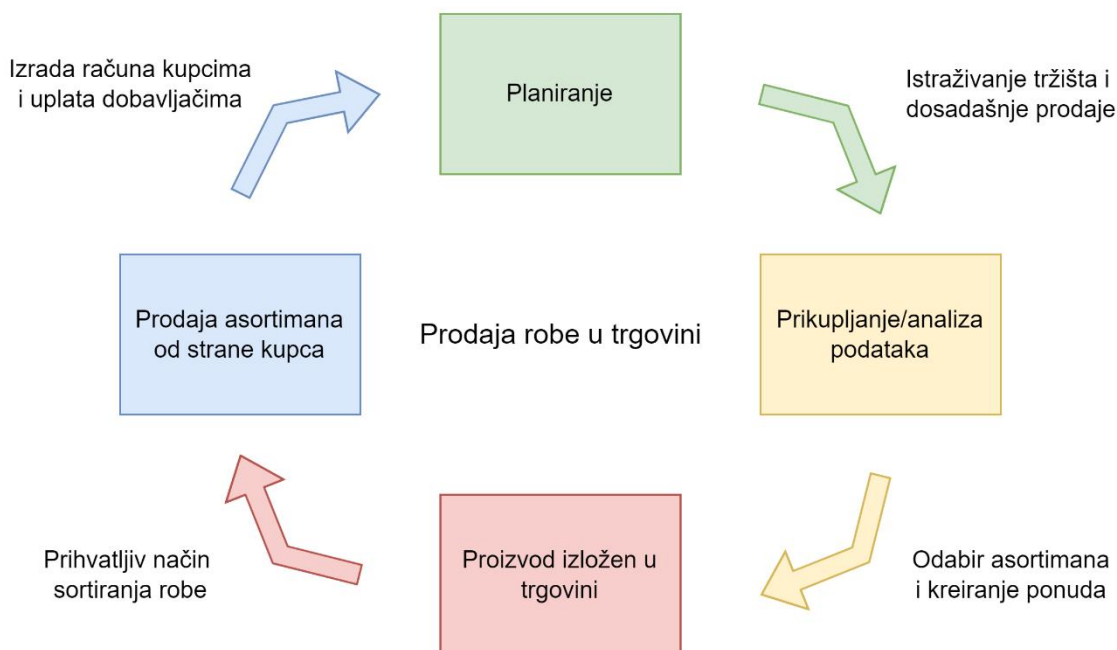 Planiranje
Izrada računa kupcima
i uplata dobavljačima
Istraživanje tržišta i
dosadašnje prodaje
Prodaja asortimana
od strane kupca
Prodaja robe u trgovini
Prikupljanje/analiza
podataka
Prihvatljiv način
sortiranja robe
Proizvod izložen u
trgovini
Odabir asortimana
i kreiranje ponuda